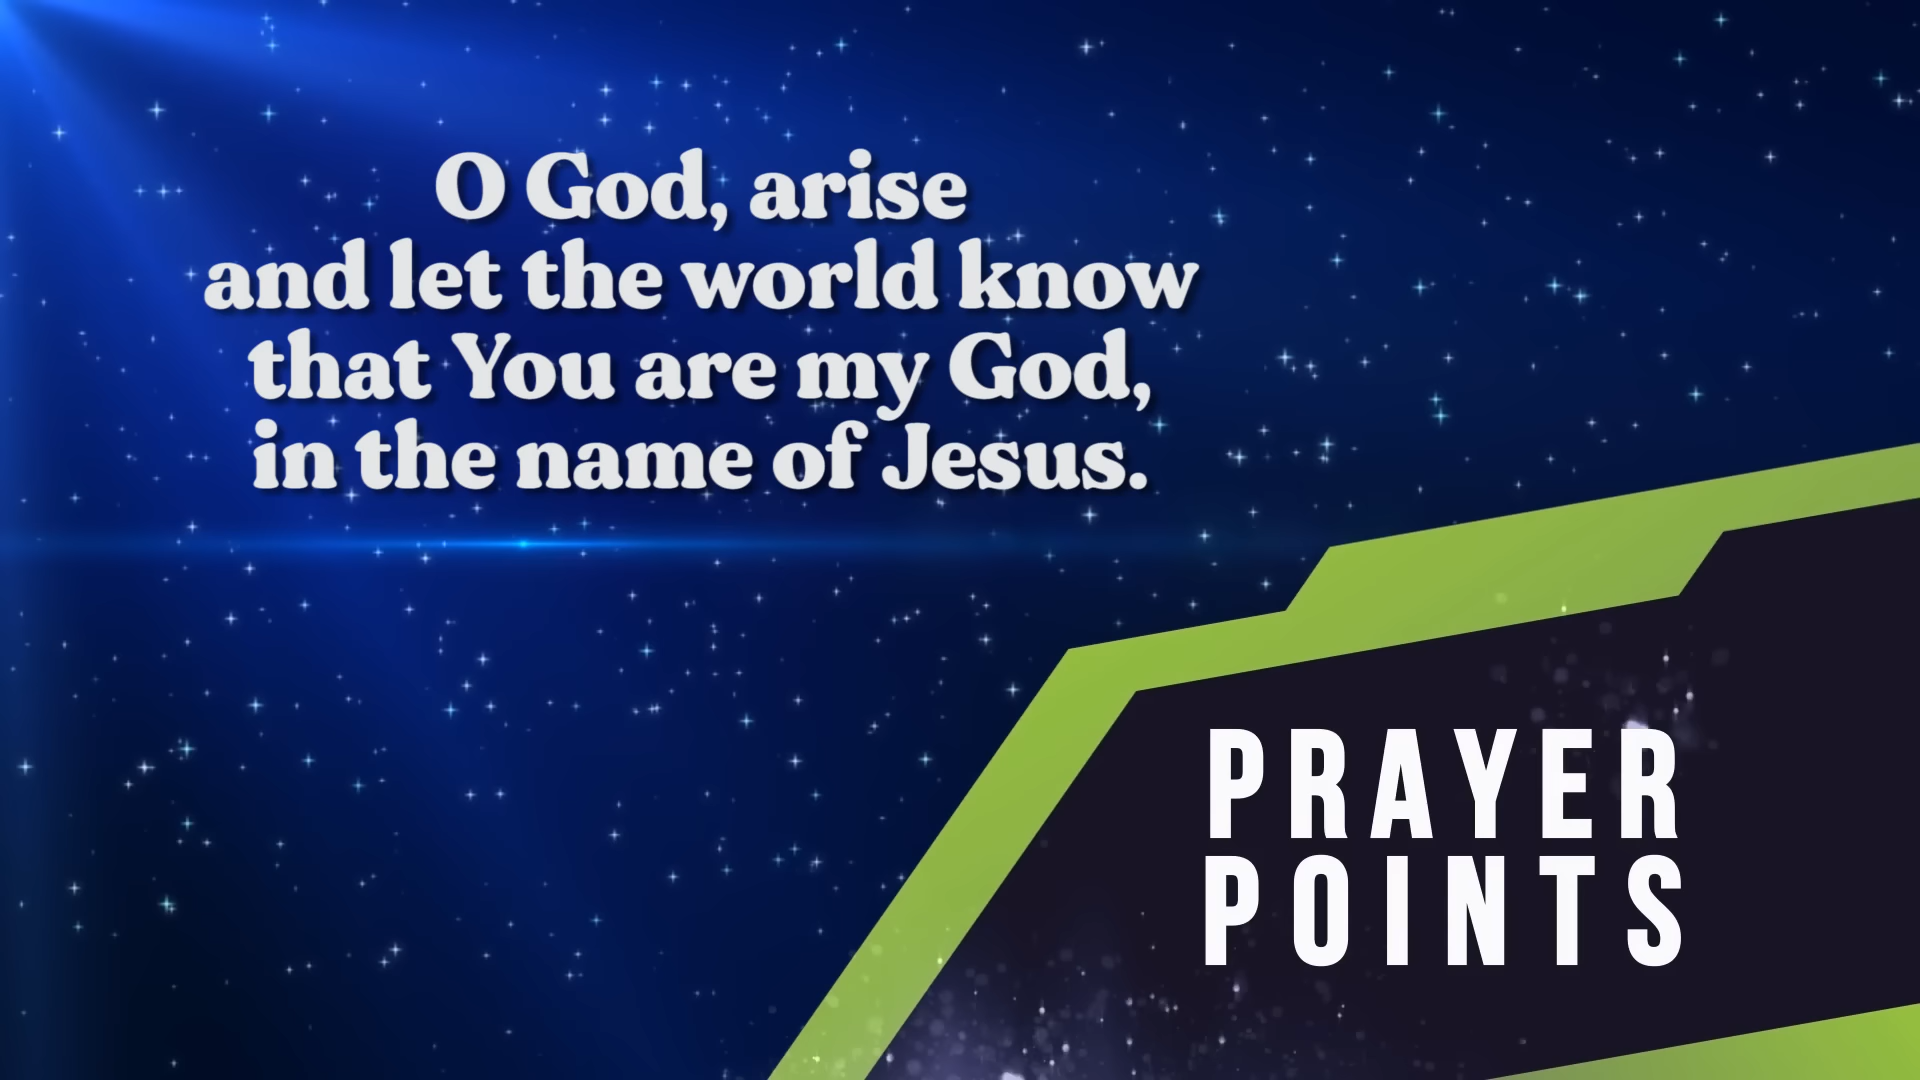 O God, arise
and let the world know
that You are my God,
in the name of Jesus.
PRAYER
POINTS